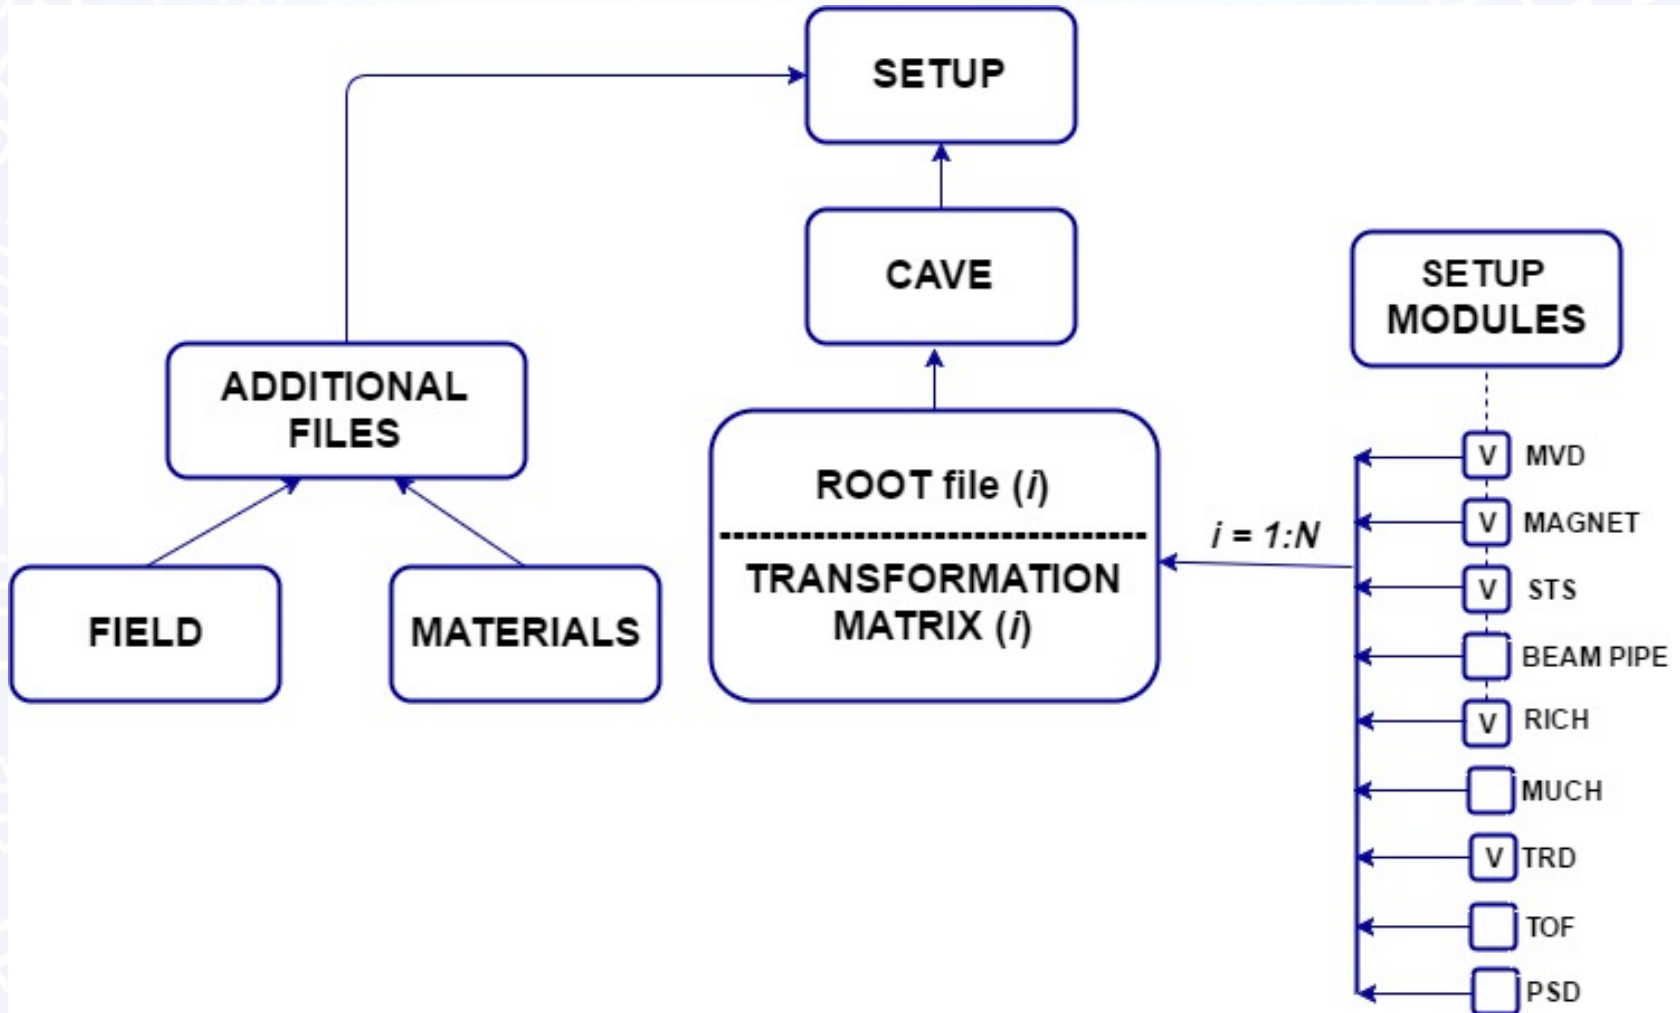 SETUP
CAVE
SETUP
MODULES
ADDITIONAL
FILES
ROOT file (i)
TRANSFORMATION
MATRIX (i)
i = 1:N
FIELD
MATERIALS
V MVD
V MAGNET
V STS
BEAM PIPE
V RICH
MUCH
V TRD
TOF
PSD